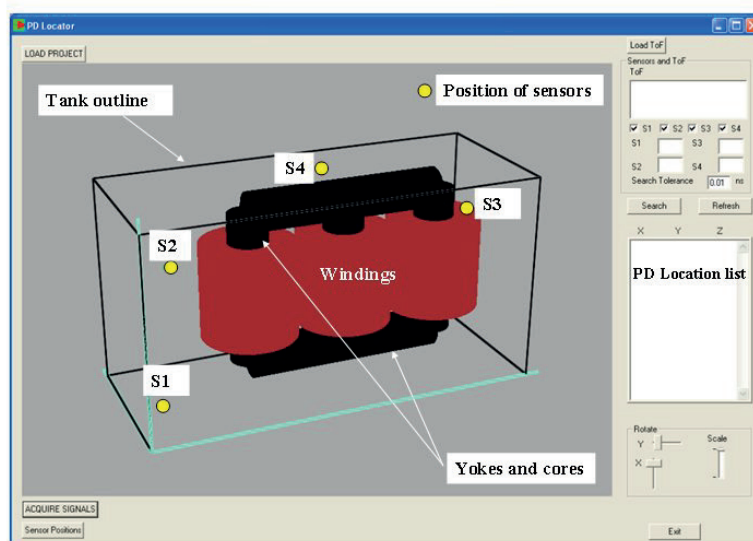 PD Locator
LOAD PROJECT
Tank outline
Position of sensors
S4
S3
S2
Windings
S1
Yokes and cores
ACQUIRE SIGNALS
Sensor Positions
Load ToF
Sensors and ToF
ToF
S1 S2 S3 S4
S1 S3
S2 S4
Search Tolerance 0.01 ns
Search Refresh
X Y Z
PD Location list
Rotate
Y Scale
X
Exit